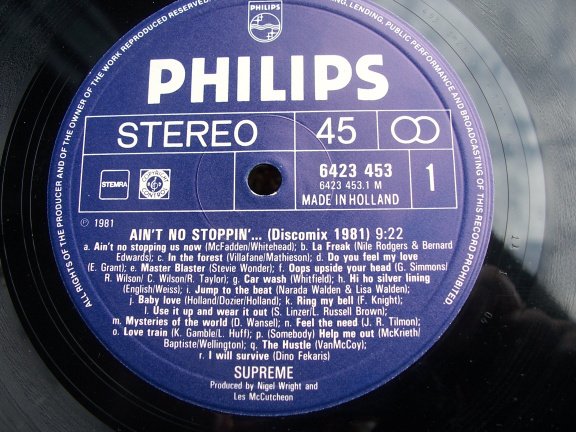 PHILIPS
PHILIPS
STEREO 45
STEMRA
6423 453
6423 453.1 M
MADE IN HOLLAND
1
℗ 1981
AIN'T NO STOPPIN'... (Discomix 1981) 9:22
a. Ain't no stopping us now (McFadden/Whitehead) b. La Freak (Nile Rodgers & Bernard
Edwards) c. In the forest (Villafane/Mathieson) d. Do you feel my love
(E. Grant) e. Master Blaster (Stevie Wonder) f. Oops upside your head (G. Simmons/
R. Wilson/C. Wilson/R. Taylor) g. Car wash (Whitfield) h. Hi ho silver lining
(English/Weiss) i. Jump to the beat (Narada Walden & Lisa Walden)
j. Baby love (Holland/Dozier/Holland) k. Ring my bell (F. Knight)
l. Use it up and wear it out (S. Linzer/L. Russell Brown)
m. Mysteries of the world (D. Wansel) n. Feel the need (J. R. Tilmon)
o. Love train (K. Gamble/L. Huff) p. (Somebody) Help me out (McKrieth/
Baptiste/Wellington) q. The Hustle (VanMcCoy)
r. I will survive (Dino Fekaris)
SUPREME
Produced by Nigel Wright and
Les McCutcheon
ALL RIGHTS OF THE PRODUCER AND OF THE OWNER OF THE WORK REPRODUCED RESERVED LENDING, PUBLIC PERFORMANCE AND BROADCASTING OF THIS RECORD PROHIBITED.